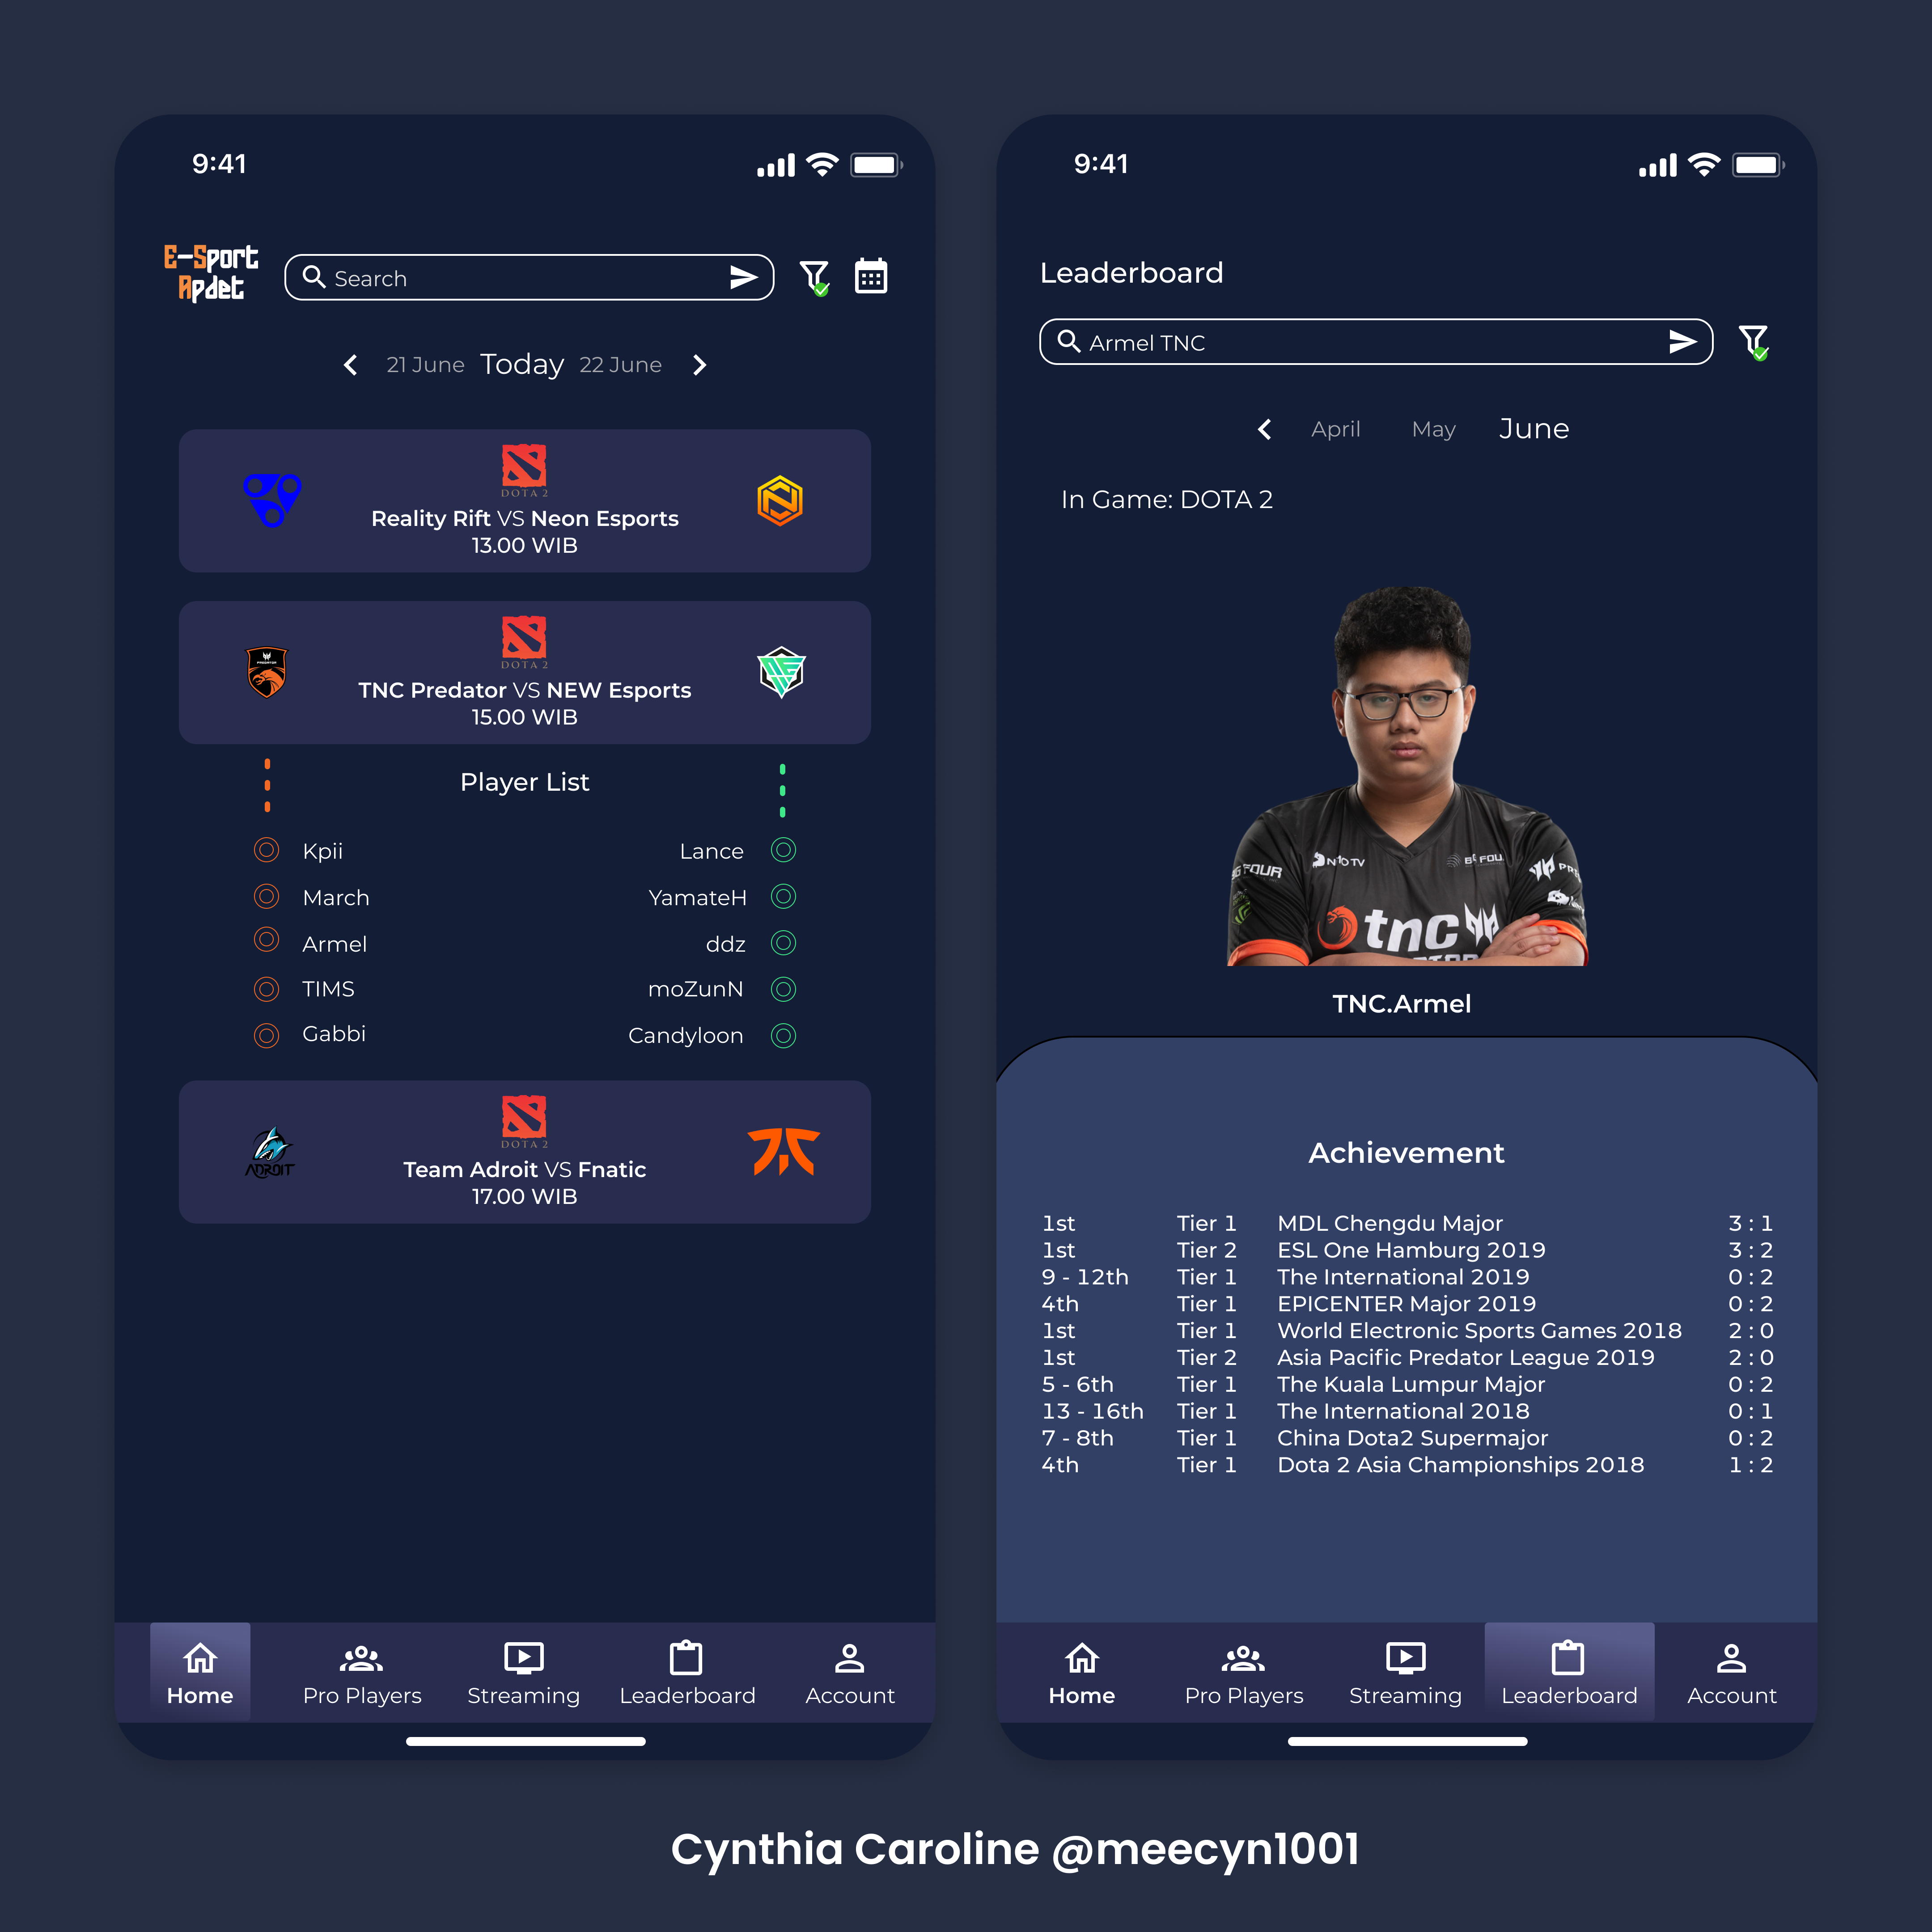 9:41
E-Sport
Apdet
Search
21 June Today 22 June
DOTA 2
Reality Rift VS Neon Esports
13.00 WIB
PREDATOR
DOTA 2
TNC Predator VS NEW Esports
15.00 WIB
Player List
Kpii Lance
March YamateH
Armel ddz
TIMS moZunN
Gabbi Candyloon
ADROIT
DOTA 2
Team Adroit VS Fnatic
17.00 WIB
Home Pro Players Streaming Leaderboard Account
9:41
Leaderboard
Armel TNC
April May June
In Game: DOTA 2
N10TV
FOUR
tnc
TNC.Armel
Achievement
1st Tier 1 MDL Chengdu Major 3 : 1
1st Tier 2 ESL One Hamburg 2019 3 : 2
9 - 12th Tier 1 The International 2019 0 : 2
4th Tier 1 EPICENTER Major 2019 0 : 2
1st Tier 1 World Electronic Sports Games 2018 2 : 0
1st Tier 2 Asia Pacific Predator League 2019 2 : 0
5 - 6th Tier 1 The Kuala Lumpur Major 0 : 2
13 - 16th Tier 1 The International 2018 0 : 1
7 - 8th Tier 1 China Dota2 Supermajor 0 : 2
4th Tier 1 Dota 2 Asia Championships 2018 1 : 2
Home Pro Players Streaming Leaderboard Account
Cynthia Caroline @meecyn1001